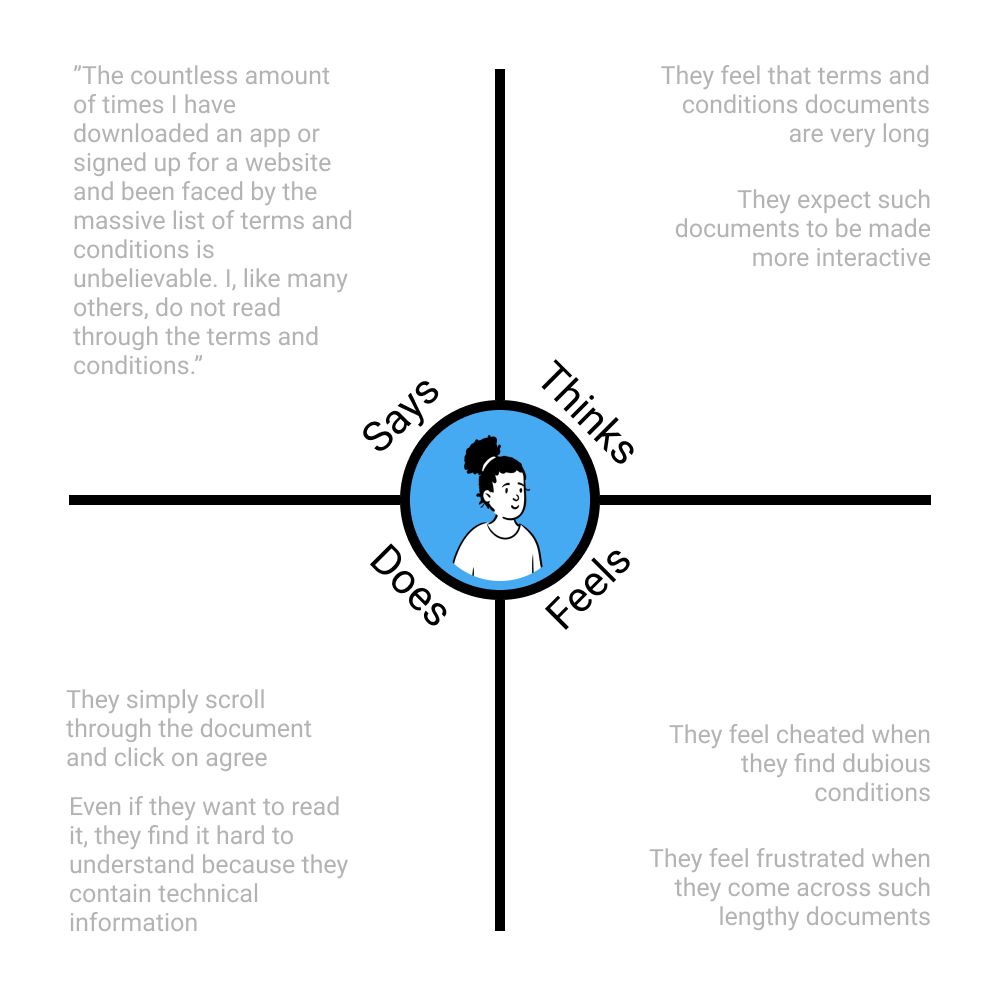 ”The countless amount
of times I have
downloaded an app or
signed up for a website
and been faced by the
massive list of terms and
conditions is
unbelievable. I, like many
others, do not read
through the terms and
conditions.”
They feel that terms and
conditions documents
are very long
They expect such
documents to be made
more interactive
Says
Thinks
Does
Feels
They simply scroll
through the document
and click on agree
Even if they want to read
it, they find it hard to
understand because they
contain technical
information
They feel cheated when
they find dubious
conditions
They feel frustrated when
they come across such
lengthy documents